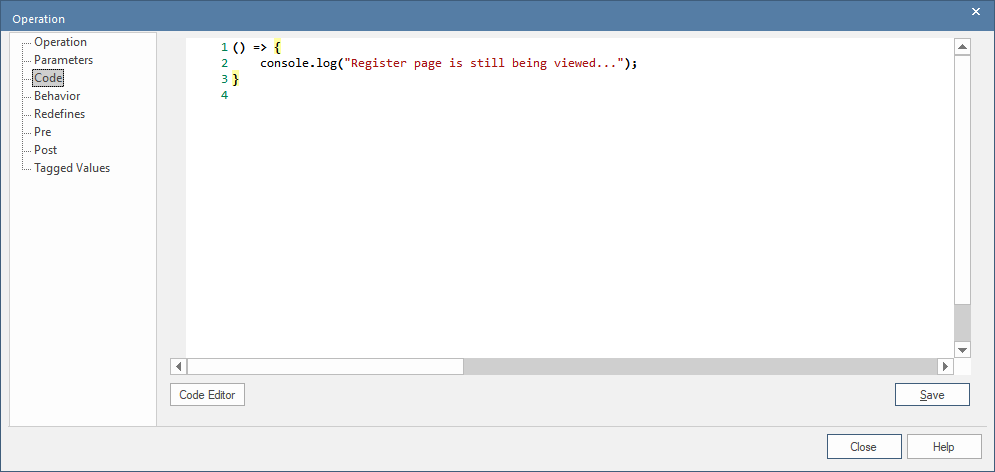 Operation
Operation
Parameters
Code
Behavior
Redefines
Pre
Post
Tagged Values
1 () => {
2     console.log("Register page is still being viewed...");
3 }
4
Code Editor
Save
Close
Help